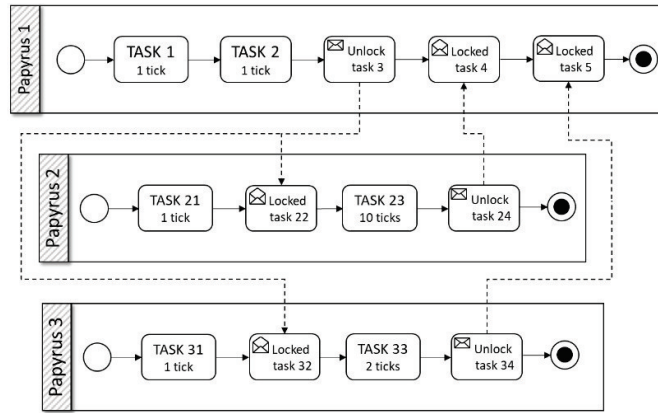 Papyrus 1
TASK 1
1 tick
TASK 2
1 tick
Unlock
task 3
Locked
task 4
Locked
task 5
Papyrus 2
TASK 21
1 tick
Locked
task 22
TASK 23
10 ticks
Unlock
task 24
Papyrus 3
TASK 31
1 tick
Locked
task 32
TASK 33
2 ticks
Unlock
task 34